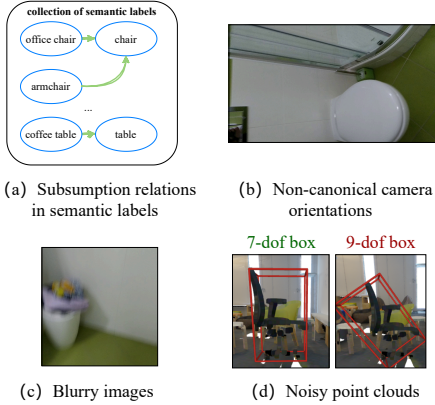 collection of semantic labels
office chair
chair
armchair
...
coffee table
table
(a) Subsumption relations
in semantic labels
(b) Non-canonical camera
orientations
7-dof box
9-dof box
(c) Blurry images
(d) Noisy point clouds